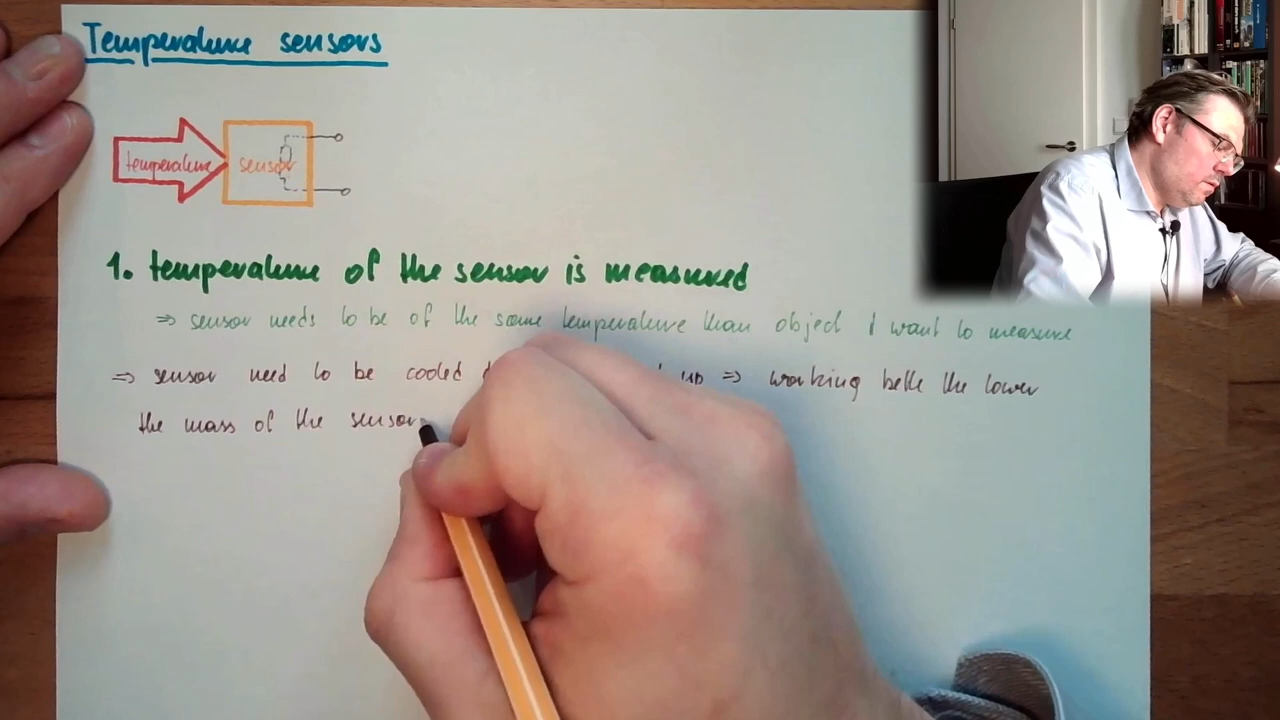 Temperature sensors
temperature
sensor
1. temperature of the sensor is measured
⇒ sensor needs to be of the same temperature than object I want to measure
⇒ sensor need to be cooled up ⇒ working bette the lower
the mass of the sensor